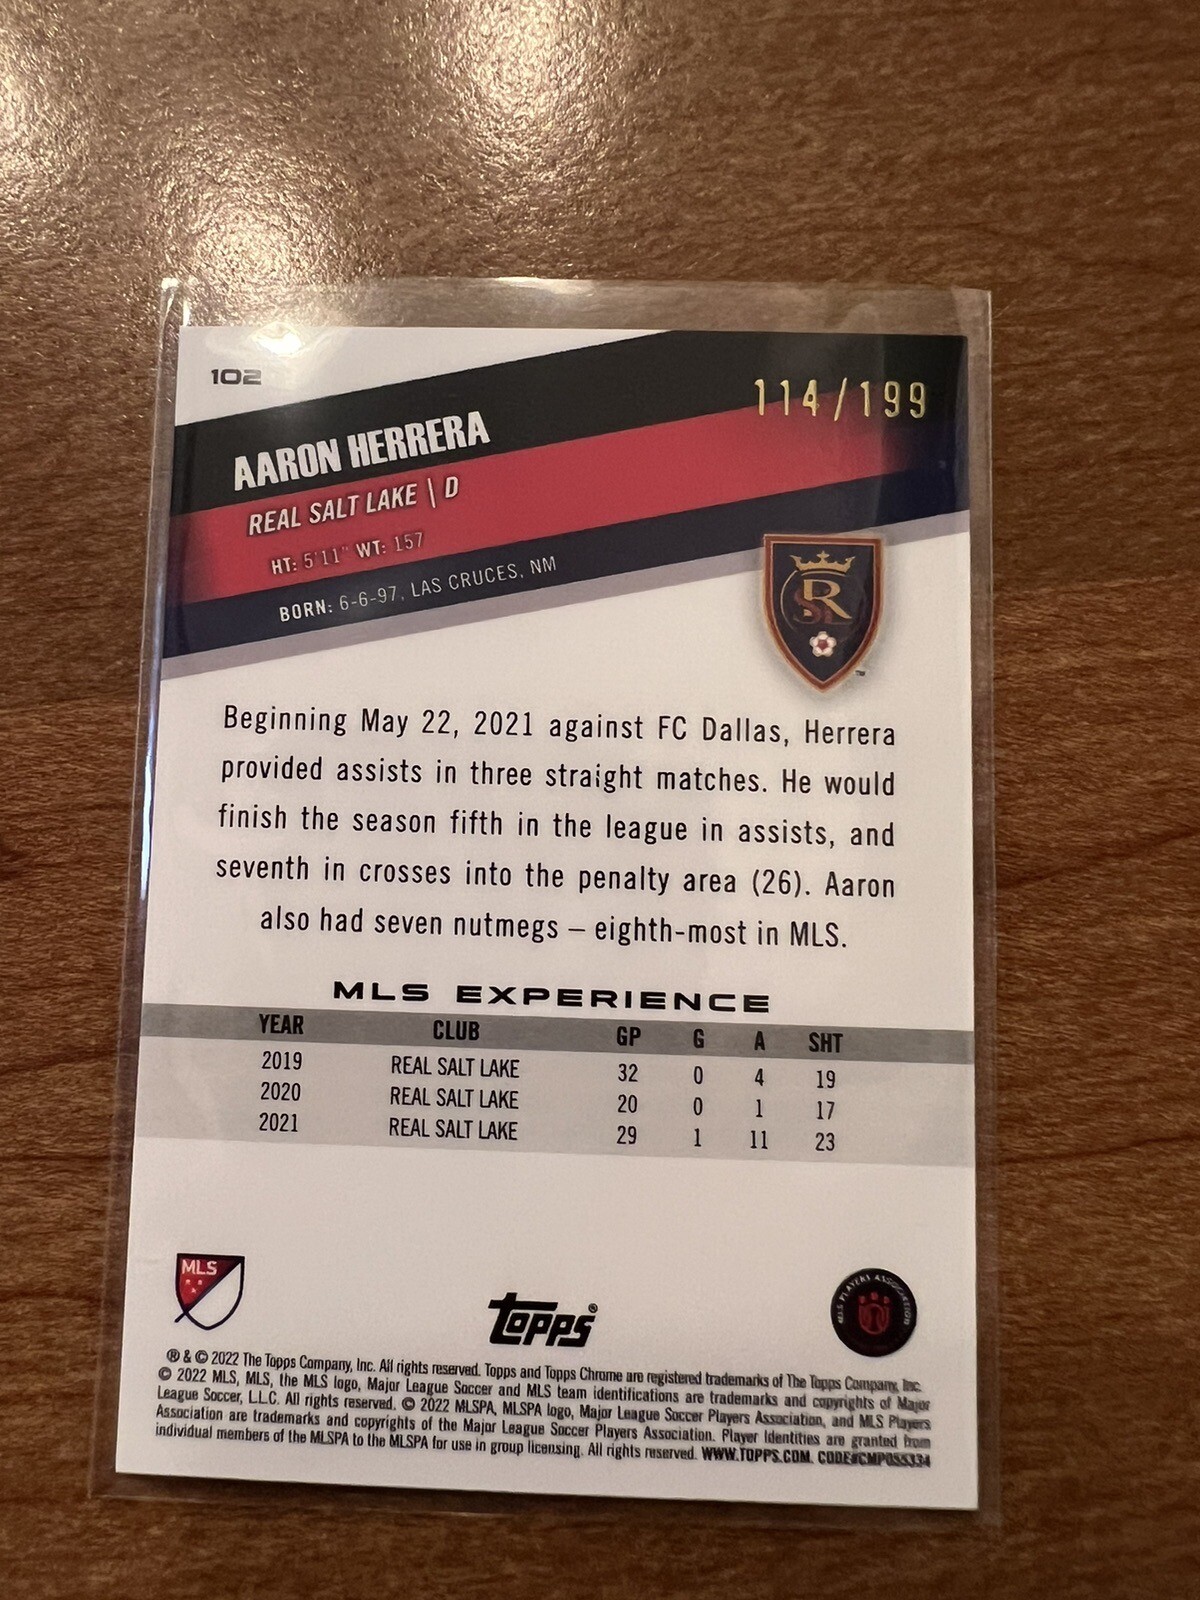 102
114/199
AARON HERRERA
REAL SALT LAKE \ D
HT: 5'11" WT: 157
BORN: 6-6-97, LAS CRUCES, NM
RSL
™
Beginning May 22, 2021 against FC Dallas, Herrera
provided assists in three straight matches. He would
finish the season fifth in the league in assists, and
seventh in crosses into the penalty area (26). Aaron
also had seven nutmegs – eighth-most in MLS.
MLS EXPERIENCE
YEAR CLUB GP G A SHT
2019 REAL SALT LAKE 32 0 4 19
2020 REAL SALT LAKE 20 0 1 17
2021 REAL SALT LAKE 29 1 11 23
MLS
Topps®
MLS PLAYERS ASSOCIATION
® & © 2022 The Topps Company, Inc. All rights reserved. Topps and Topps Chrome are registered trademarks of The Topps Company, Inc.
© 2022 MLS, MLS, the MLS logo, Major League Soccer and MLS team identifications are trademarks and copyrights of Major
League Soccer, L.L.C. All rights reserved. © 2022 MLSPA, MLSPA logo, Major League Soccer Players Association, and MLS Players
Association are trademarks and copyrights of the Major League Soccer Players Association. Player Identities are granted from
individual members of the MLSPA to the MLSPA for use in group licensing. All rights reserved. WWW.TOPPS.COM. CODE#CMP055334